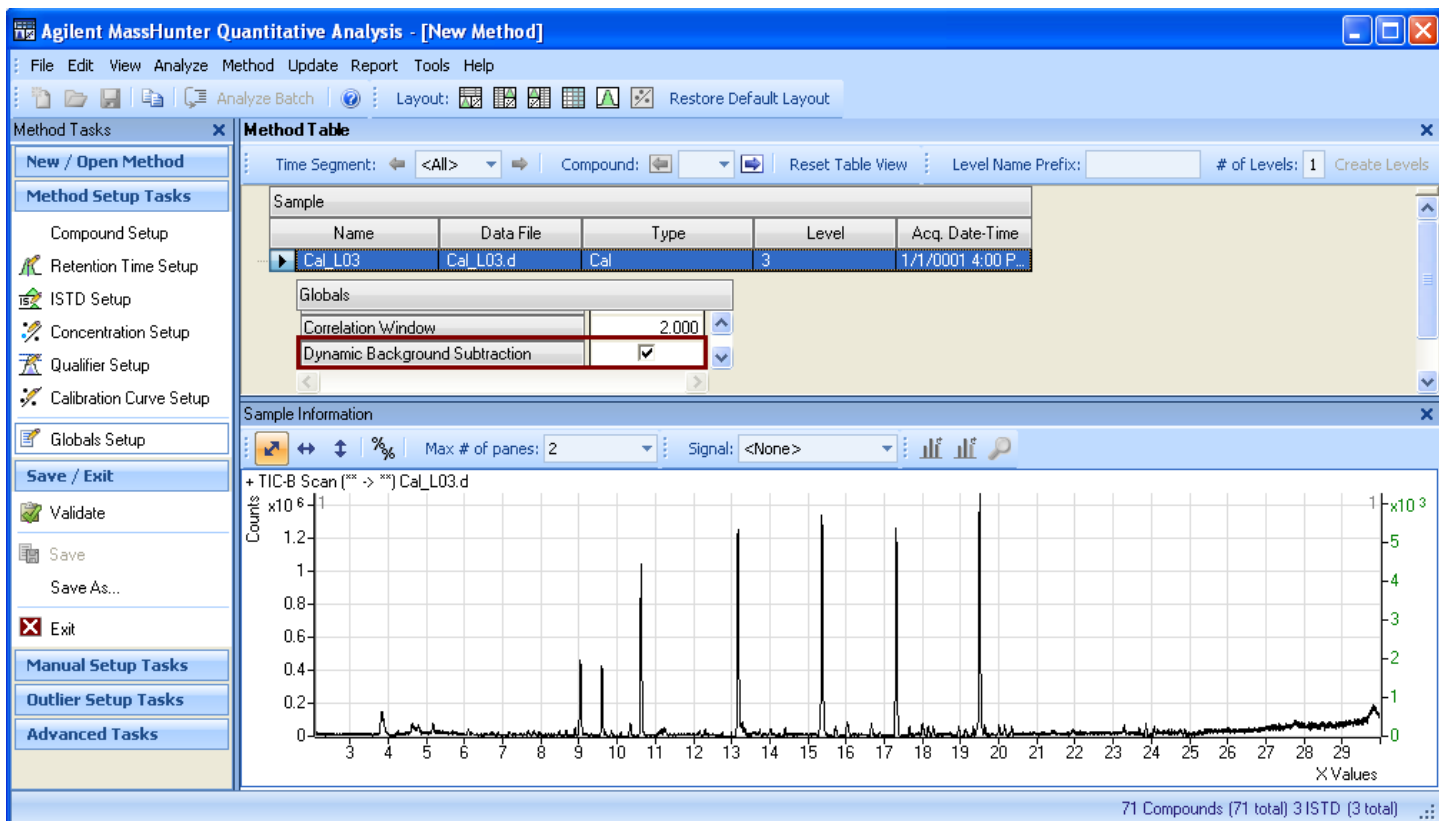 Agilent MassHunter Quantitative Analysis - [New Method]
File Edit View Analyze Method Update Report Tools Help
Analyze Batch Layout: Restore Default Layout
Method Tasks
New / Open Method
Method Setup Tasks
Compound Setup
Retention Time Setup
ISTD Setup
Concentration Setup
Qualifier Setup
Calibration Curve Setup
Globals Setup
Save / Exit
Validate
Save
Save As...
Exit
Manual Setup Tasks
Outlier Setup Tasks
Advanced Tasks
Method Table
Time Segment: <All> Compound: Reset Table View Level Name Prefix: # of Levels: 1 Create Levels
Sample
Name Data File Type Level Acq. Date-Time
Cal_L03 Cal_L03.d Cal 3 1/1/0001 4:00 P...
Globals
Correlation Window 2.000
Dynamic Background Subtraction
Sample Information
Max # of panes: 2 Signal: <None>
+ TIC-B Scan (** -> **) Cal_L03.d
Counts
x10 6
1 1
x10 3
1.2
1
0.8
0.6
0.4
0.2
0
5
4
3
2
1
0
3 4 5 6 7 8 9 10 11 12 13 14 15 16 17 18 19 20 21 22 23 24 25 26 27 28 29
X Values
71 Compounds (71 total) 3 ISTD (3 total)